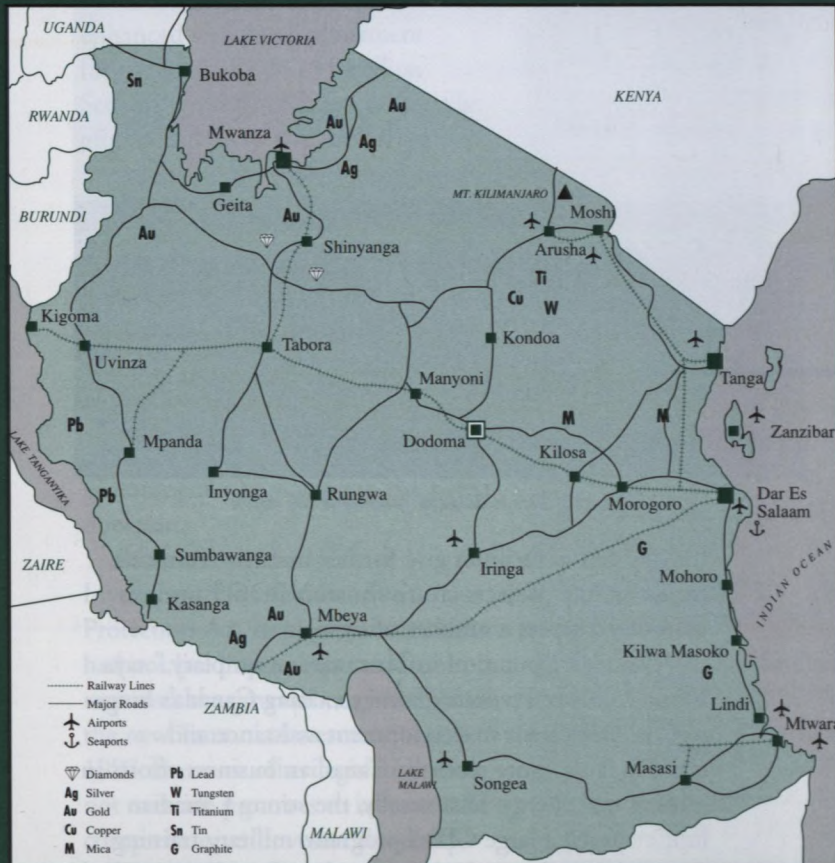 UGANDA
LAKE VICTORIA
Sn
Bukoba
Au
KENYA
RWANDA
Mwanza
Au
Ag
Ag
MT. KILIMANJARO
Geita
Au
Moshi
BURUNDI
Au
Arusha
Shinyanga
Ti
Cu
W
Kigoma
Kondoa
Uvinza
Tabora
Manyoni
Tanga
Pb
M
M
Mpanda
Dodoma
Zanzibar
Kilosa
LAKE TANGANYIKA
Inyonga
Rungwa
Morogoro
Dar Es
Salaam
Pb
Sumbawanga
G
ZAIRE
Iringa
Mohoro
INDIAN OCEAN
Kasanga
Au
Mbeya
Ag
Kilwa Masoko
Au
G
Railway Lines
ZAMBIA
Major Roads
Lindi
Airports
Mtwara
Seaports
Diamonds
Pb Lead
LAKE
MALAWI
Songea
Masasi
Ag Silver
W Tungsten
Au Gold
Ti Titanium
Cu Copper
Sn Tin
M Mica
G Graphite
MALAWI